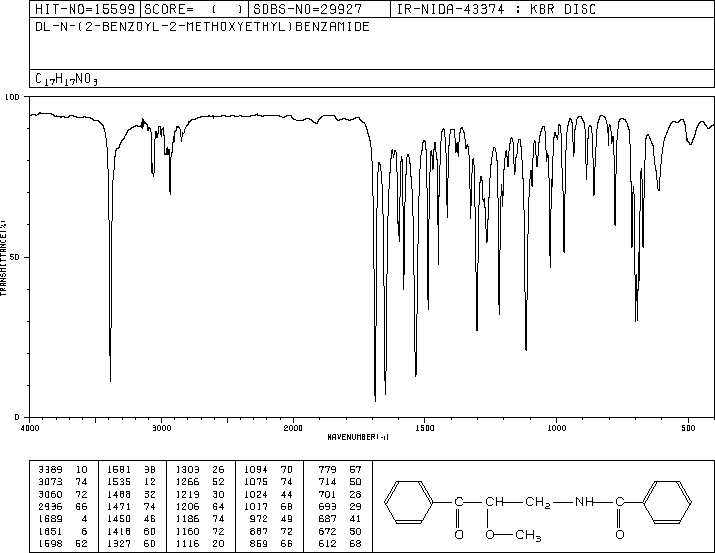 HIT-NO=15599 SCORE= ( ) SDBS-NO=29927 IR-NIDA-43374 : KBR DISC
DL-N-(2-BENZOYL-2-METHOXYETHYL)BENZAMIDE
C17H17NO3
100
50
0
TRANSMITTANCE(%)
4000 3000 2000 1500 1000 500
WAVENUMBER(-1)
3389 10 1581 38 1303 26 1094 70 779 57
3073 74 1535 12 1266 52 1075 74 714 50
3060 72 1488 32 1219 30 1024 44 701 28
2936 66 1471 74 1206 64 1017 68 693 29
1689 4 1450 46 1186 74 972 49 687 41
1651 6 1418 60 1160 72 887 72 672 50
1598 52 1327 60 1116 20 859 66 612 68
C CH CH2 NH C
O O CH3 O